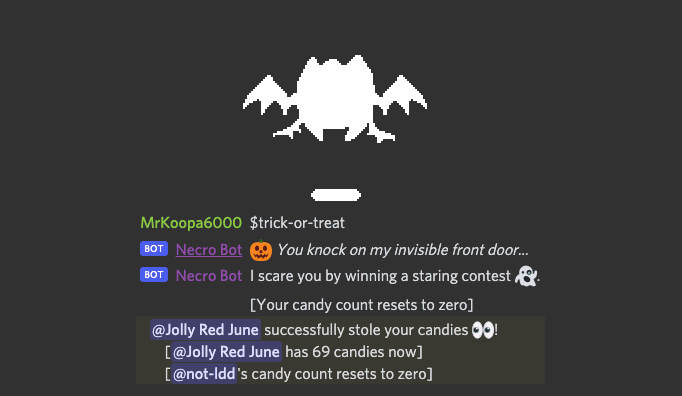 MrKoopa6000 $trick-or-treat
BOT Necro Bot 🎃 You knock on my invisible front door...
BOT Necro Bot I scare you by winning a staring contest 👻.
[Your candy count resets to zero]
@Jolly Red June successfully stole your candies 👀!
[ @Jolly Red June has 69 candies now]
[ @not-ldd's candy count resets to zero]